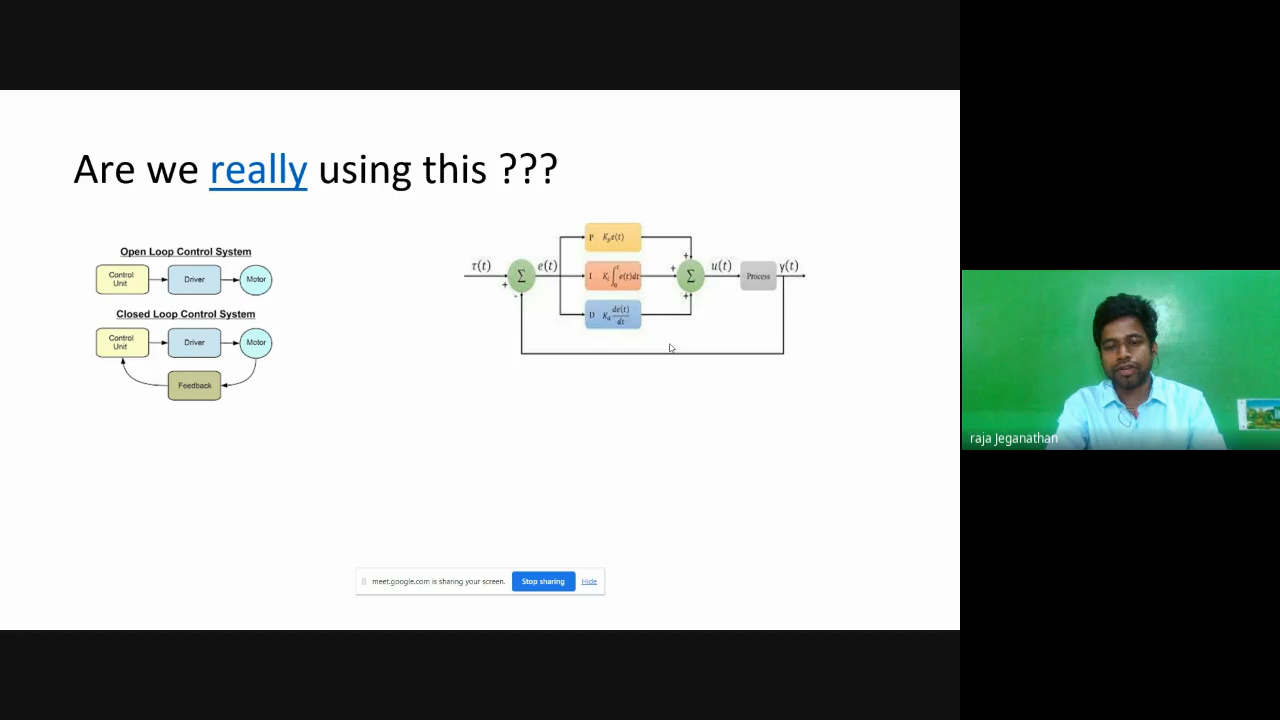 Are we really using this ???
Open Loop Control System
Control Unit
Driver
Motor
Closed Loop Control System
Control Unit
Driver
Motor
Feedback
τ(t)
+
-
Σ
e(t)
P K_p e(t)
I K_i ∫_0^t e(t)dt
D K_d de(t)/dt
+
+
+
Σ
u(t)
Process
y(t)
meet.google.com is sharing your screen.
Stop sharing
Hide
raja Jeganathan